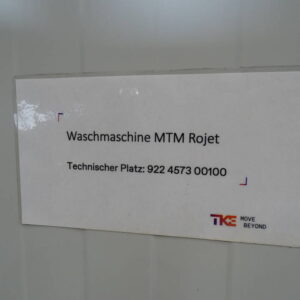 Waschmaschine MTM Rojet
Technischer Platz: 922 4573 00100
TKE MOVE
BEYOND